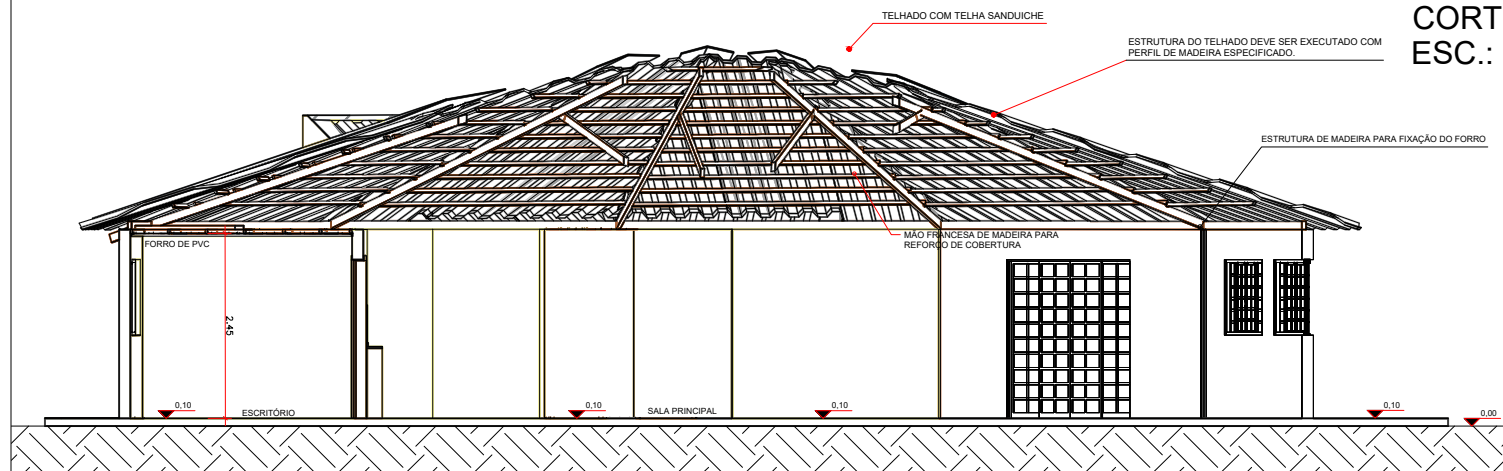 TELHADO COM TELHA SANDUICHE
CORT
ESC.:
ESTRUTURA DO TELHADO DEVE SER EXECUTADO COM
PERFIL DE MADEIRA ESPECIFICADO.
ESTRUTURA DE MADEIRA PARA FIXAÇÃO DO FORRO
FORRO DE PVC
MÃO FRANCESA DE MADEIRA PARA
REFORÇO DE COBERTURA
2,45
0,10
ESCRITÓRIO
0,10
SALA PRINCIPAL
0,10
0,10
0,00